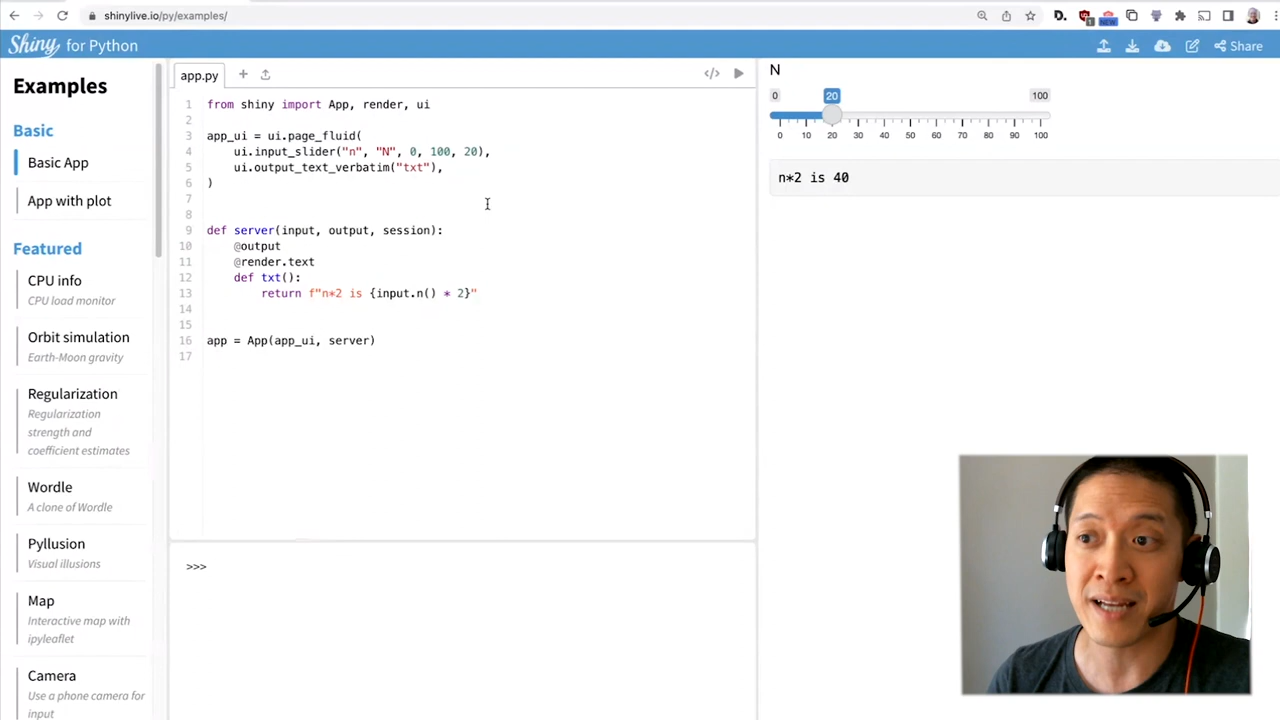 shinylive.io/py/examples/
D.
1
NEW
Shiny for Python
Share
Examples
Basic
Basic App
App with plot
Featured
CPU info
CPU load monitor
Orbit simulation
Earth-Moon gravity
Regularization
Regularization
strength and
coefficient estimates
Wordle
A clone of Wordle
Pyllusion
Visual illusions
Map
Interactive map with
ipyleaflet
Camera
Use a phone camera for
input
app.py
1 from shiny import App, render, ui
2
3 app_ui = ui.page_fluid(
4     ui.input_slider("n", "N", 0, 100, 20),
5     ui.output_text_verbatim("txt"),
6 )
7
8
9 def server(input, output, session):
10     @output
11     @render.text
12     def txt():
13         return f"n*2 is {input.n() * 2}"
14
15
16 app = App(app_ui, server)
17
>>>
N
0 20 100
0 10 20 30 40 50 60 70 80 90 100
n*2 is 40